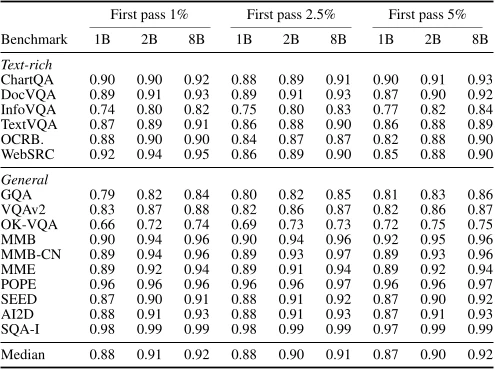 First pass 1% First pass 2.5% First pass 5%
Benchmark 1B 2B 8B 1B 2B 8B 1B 2B 8B
Text-rich
ChartQA 0.90 0.90 0.92 0.88 0.89 0.91 0.90 0.91 0.93
DocVQA 0.89 0.91 0.93 0.89 0.91 0.93 0.87 0.90 0.92
InfoVQA 0.74 0.80 0.82 0.75 0.80 0.83 0.77 0.82 0.84
TextVQA 0.87 0.89 0.91 0.86 0.88 0.90 0.86 0.88 0.89
OCRB. 0.88 0.90 0.90 0.84 0.87 0.87 0.82 0.88 0.90
WebSRC 0.92 0.94 0.95 0.86 0.89 0.90 0.85 0.88 0.90
General
GQA 0.79 0.82 0.84 0.80 0.82 0.85 0.81 0.83 0.86
VQAv2 0.83 0.87 0.88 0.82 0.86 0.87 0.82 0.86 0.87
OK-VQA 0.66 0.72 0.74 0.69 0.73 0.73 0.72 0.75 0.75
MMB 0.90 0.94 0.96 0.90 0.94 0.96 0.92 0.95 0.96
MMB-CN 0.89 0.94 0.96 0.89 0.93 0.97 0.89 0.93 0.96
MME 0.89 0.92 0.94 0.89 0.91 0.94 0.89 0.92 0.94
POPE 0.96 0.96 0.96 0.96 0.96 0.97 0.96 0.96 0.97
SEED 0.87 0.90 0.91 0.88 0.91 0.92 0.87 0.90 0.92
AI2D 0.88 0.91 0.93 0.88 0.91 0.93 0.87 0.91 0.93
SQA-I 0.98 0.99 0.99 0.98 0.99 0.99 0.97 0.99 0.99
Median 0.88 0.91 0.92 0.88 0.90 0.91 0.87 0.90 0.92